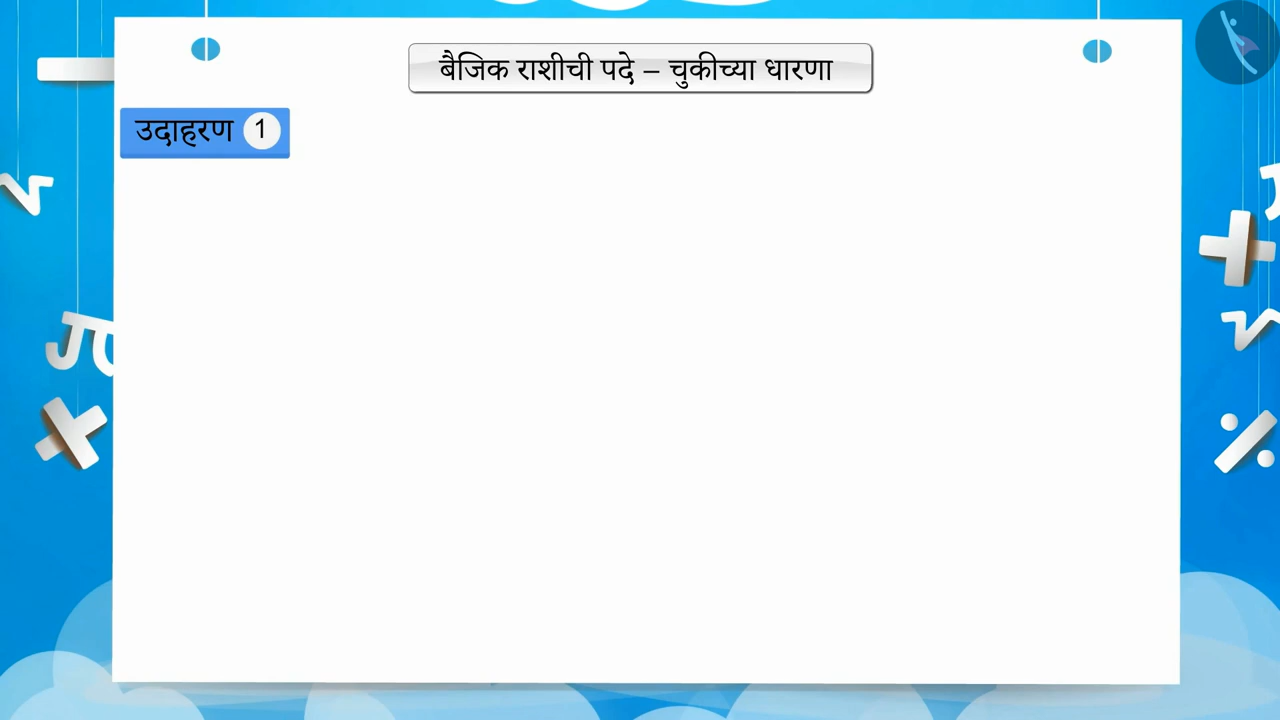 बैजिक राशीची पदे – चुकीच्या धारणा
उदाहरण 1